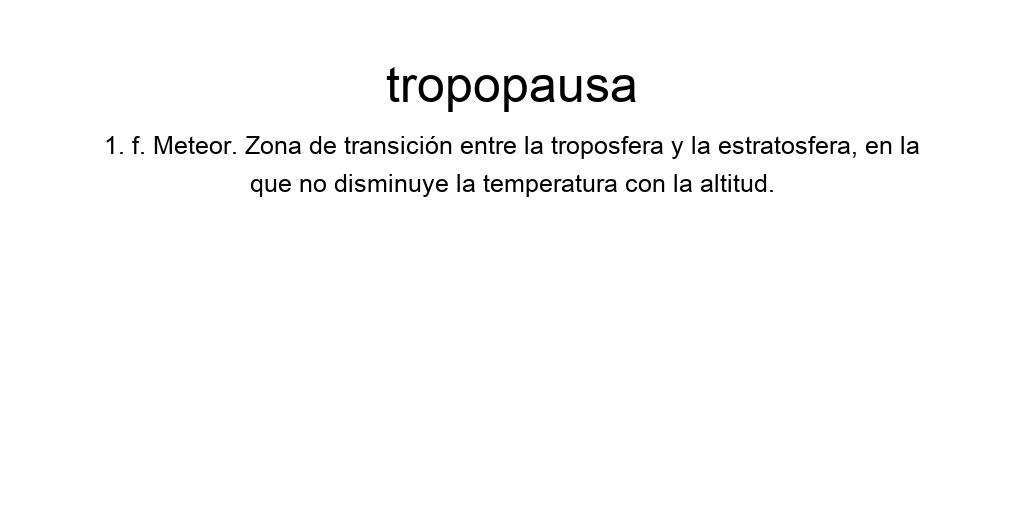 tropopausa
1. f. Meteor. Zona de transición entre la troposfera y la estratosfera, en la
que no disminuye la temperatura con la altitud.